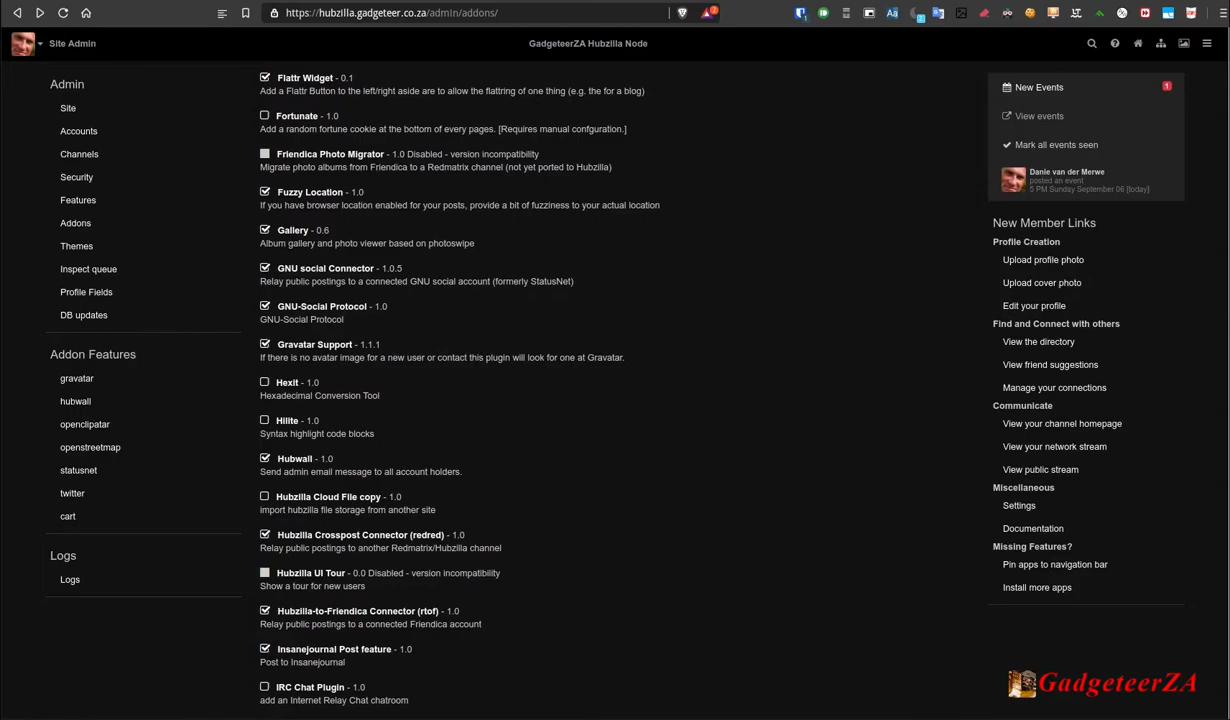 https://hubzilla.gadgeteer.co.za/admin/addons/
2
1
2
Site Admin
GadgeteerZA Hubzilla Node
Admin
Site
Accounts
Channels
Security
Features
Addons
Themes
Inspect queue
Profile Fields
DB updates
Addon Features
gravatar
hubwall
openclipatar
openstreetmap
statusnet
twitter
cart
Logs
Logs
Flattr Widget - 0.1
Add a Flattr Button to the left/right aside are to allow the flattring of one thing (e.g. the for a blog)
Fortunate - 1.0
Add a random fortune cookie at the bottom of every pages. [Requires manual confguration.]
Friendica Photo Migrator - 1.0 Disabled - version incompatibility
Migrate photo albums from Friendica to a Redmatrix channel (not yet ported to Hubzilla)
Fuzzy Location - 1.0
If you have browser location enabled for your posts, provide a bit of fuzziness to your actual location
Gallery - 0.6
Album gallery and photo viewer based on photoswipe
GNU social Connector - 1.0.5
Relay public postings to a connected GNU social account (formerly StatusNet)
GNU-Social Protocol - 1.0
GNU-Social Protocol
Gravatar Support - 1.1.1
If there is no avatar image for a new user or contact this plugin will look for one at Gravatar.
Hexit - 1.0
Hexadecimal Conversion Tool
Hilite - 1.0
Syntax highlight code blocks
Hubwall - 1.0
Send admin email message to all account holders.
Hubzilla Cloud File copy - 1.0
import hubzilla file storage from another site
Hubzilla Crosspost Connector (redred) - 1.0
Relay public postings to another Redmatrix/Hubzilla channel
Hubzilla UI Tour - 0.0 Disabled - version incompatibility
Show a tour for new users
Hubzilla-to-Friendica Connector (rtof) - 1.0
Relay public postings to a connected Friendica account
Insanejournal Post feature - 1.0
Post to Insanejournal
IRC Chat Plugin - 1.0
add an Internet Relay Chat chatroom
New Events
1
View events
Mark all events seen
Danie van der Merwe
posted an event
5 PM Sunday September 06 [today]
New Member Links
Profile Creation
Upload profile photo
Upload cover photo
Edit your profile
Find and Connect with others
View the directory
View friend suggestions
Manage your connections
Communicate
View your channel homepage
View your network stream
View public stream
Miscellaneous
Settings
Documentation
Missing Features?
Pin apps to navigation bar
Install more apps
GadgeteerZA